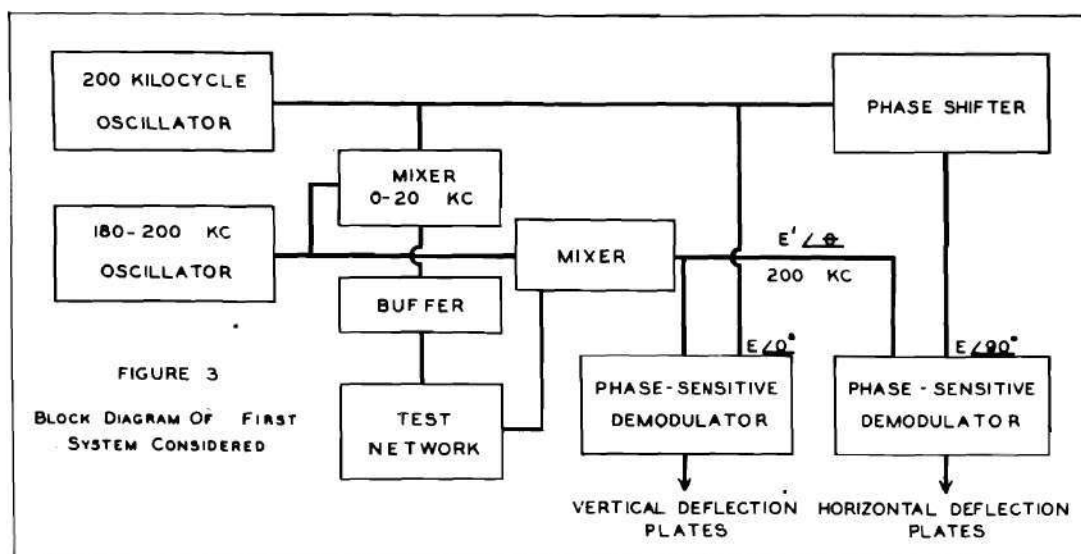 200 KILOCYCLE
OSCILLATOR
PHASE SHIFTER
MIXER
0-20 KC
180-200 KC
OSCILLATOR
MIXER
E' ∠θ
200 KC
BUFFER
E∠0°
E∠90°
FIGURE 3
BLOCK DIAGRAM OF FIRST
SYSTEM CONSIDERED
TEST
NETWORK
PHASE-SENSITIVE
DEMODULATOR
PHASE - SENSITIVE
DEMODULATOR
VERTICAL DEFLECTION
PLATES
HORIZONTAL DEFLECTION
PLATES